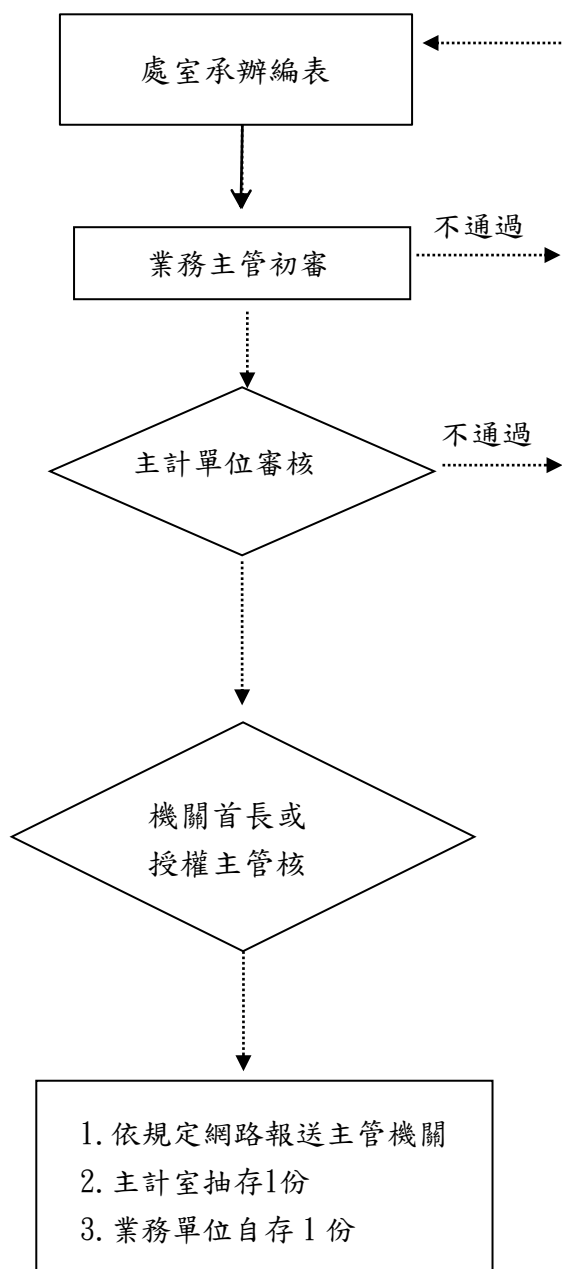 處室承辦編表
不通過
業務主管初審
不通過
主計單位審核
機關首長或
授權主管核
1.依規定網路報送主管機關
2.主計室抽存1份
3.業務單位自存 1 份